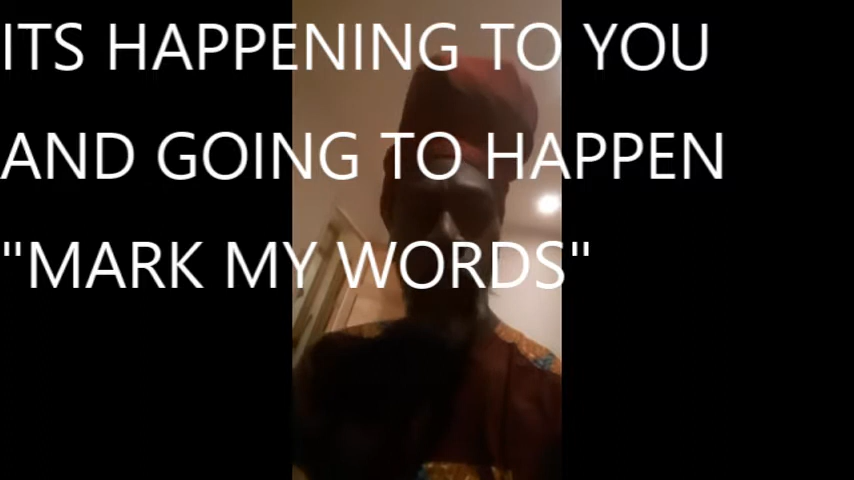 ITS HAPPENING TO YOU
AND GOING TO HAPPEN
"MARK MY WORDS"